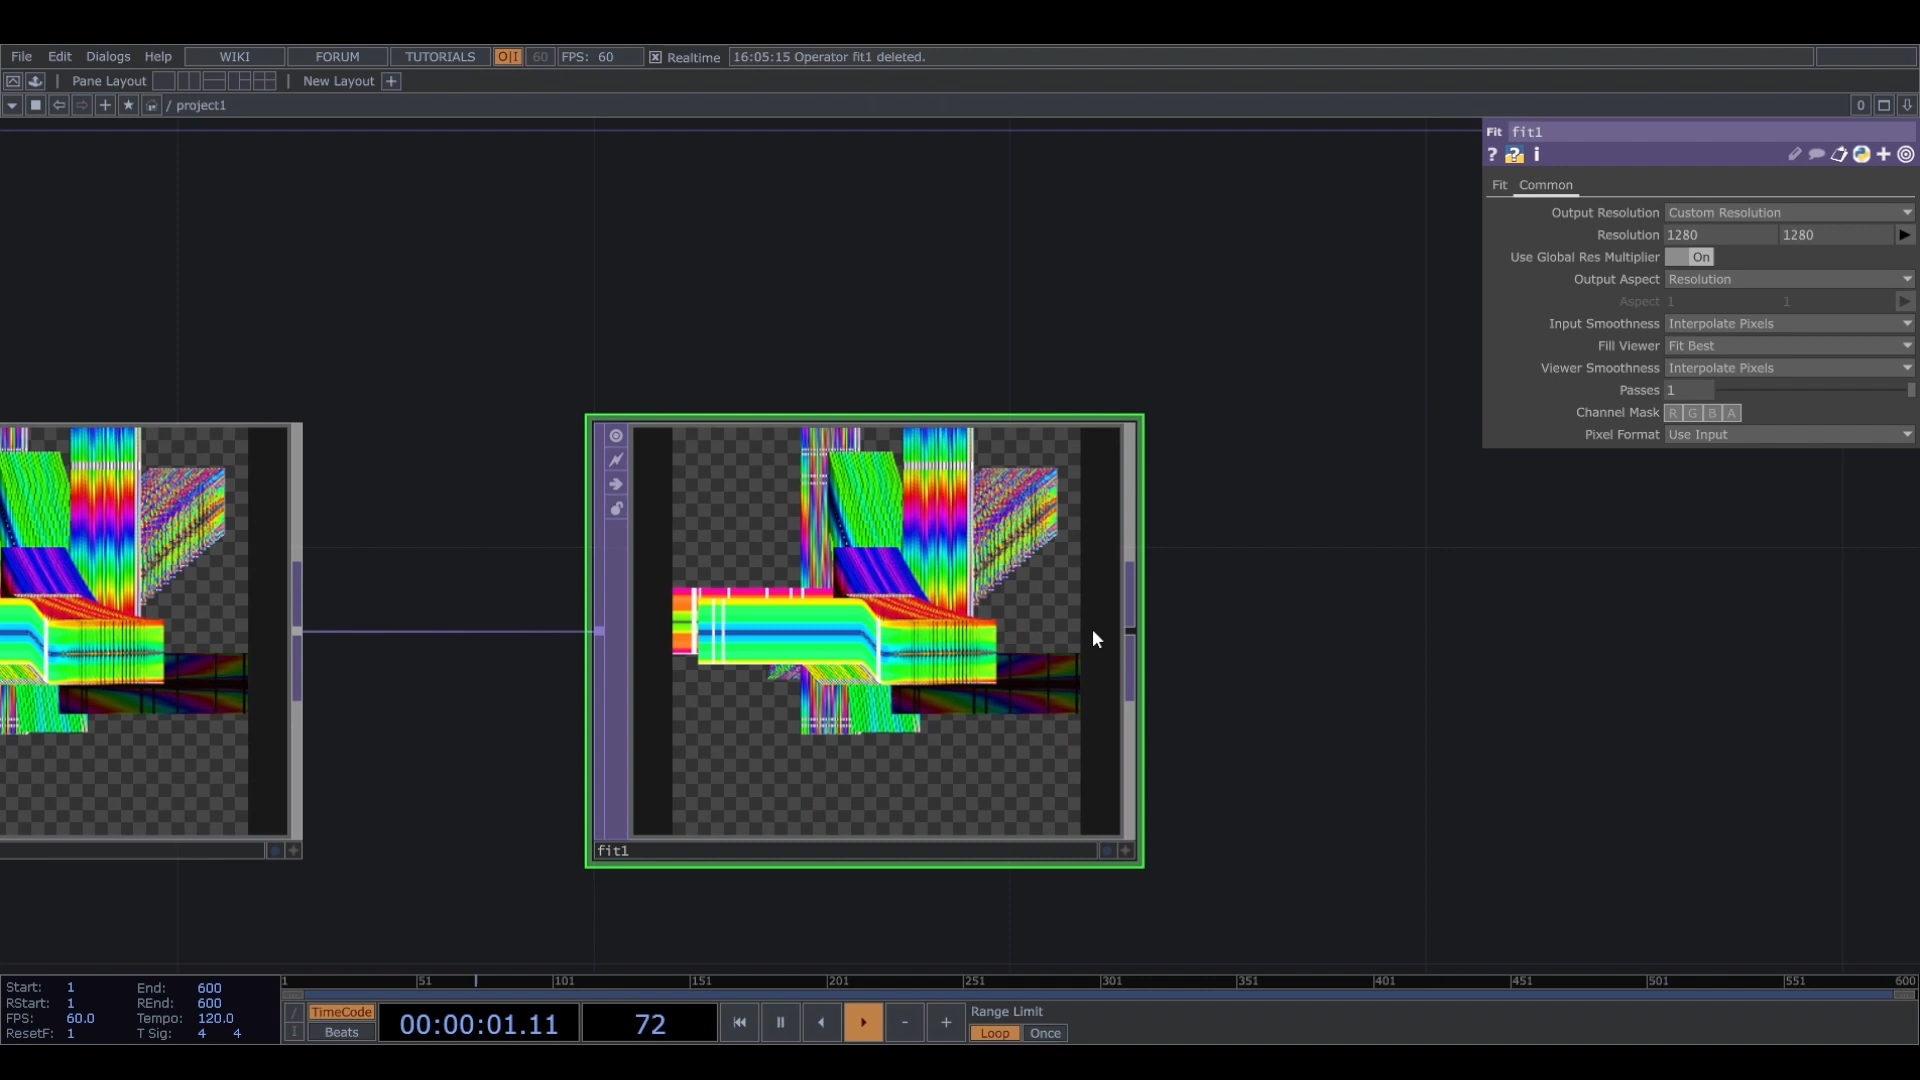 File Edit Dialogs Help WIKI FORUM TUTORIALS O|I 60 FPS: 60 Realtime 16:05:15 Operator fit1 deleted.
| Pane Layout | New Layout +
/ project1 0
Fit fit1
? ? i
Fit Common
Output Resolution Custom Resolution
Resolution 1280 1280
Use Global Res Multiplier On
Output Aspect Resolution
Aspect 1 1
Input Smoothness Interpolate Pixels
Fill Viewer Fit Best
Viewer Smoothness Interpolate Pixels
Passes 1
Channel Mask R G B A
Pixel Format Use Input
fit1
1 51 101 151 201 251 301 351 401 451 501 551 600
Start: 1 End: 600
RStart: 1 REnd: 600
FPS: 60.0 Tempo: 120.0
ResetF: 1 T Sig: 4 4
/ TimeCode
I Beats
00:00:01.11 72 - +
Range Limit
Loop Once